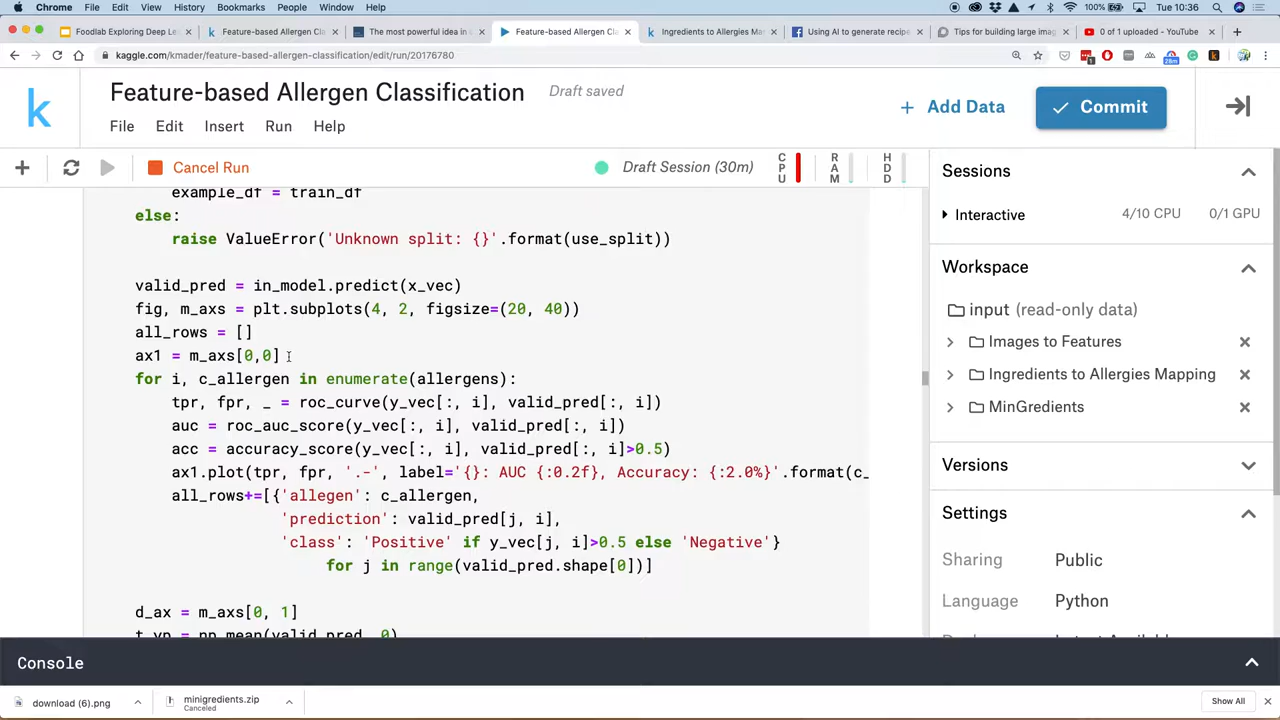 Chrome File Edit View History Bookmarks People Window Help
100% Tue 10:36
Foodlab Exploring Deep Le
Feature-based Allergen Cl
The most powerful idea in d
Feature-based Allergen Cl
Ingredients to Allergies Ma
Using AI to generate recipe
Tips for building large imag
0 of 1 uploaded - YouTube
kaggle.com/kmader/feature-based-allergen-classification/edit/run/20176780
Feature-based Allergen Classification
Draft saved
+ Add Data
Commit
File Edit Insert Run Help
Cancel Run
Draft Session (30m)
CPU
RAM
HDD
example_df = train_df
else:
raise ValueError('Unknown split: {}'.format(use_split))
valid_pred = in_model.predict(x_vec)
fig, m_axs = plt.subplots(4, 2, figsize=(20, 40))
all_rows = []
ax1 = m_axs[0,0]
for i, c_allergen in enumerate(allergens):
tpr, fpr, _ = roc_curve(y_vec[:, i], valid_pred[:, i])
auc = roc_auc_score(y_vec[:, i], valid_pred[:, i])
acc = accuracy_score(y_vec[:, i], valid_pred[:, i]>0.5)
ax1.plot(tpr, fpr, '.-', label='{}: AUC {:0.2f}, Accuracy: {:2.0%}'.format(c_
all_rows+=[{'allegen': c_allergen,
'prediction': valid_pred[j, i],
'class': 'Positive' if y_vec[j, i]>0.5 else 'Negative'}
for j in range(valid_pred.shape[0])]
d_ax = m_axs[0, 1]
t_yp = np.mean(valid_pred, 0)
Sessions
Interactive 4/10 CPU 0/1 GPU
Workspace
input (read-only data)
Images to Features
Ingredients to Allergies Mapping
MinGredients
Versions
Settings
Sharing Public
Language Python
Console
download (6).png
minigredients.zip
Canceled
Show All